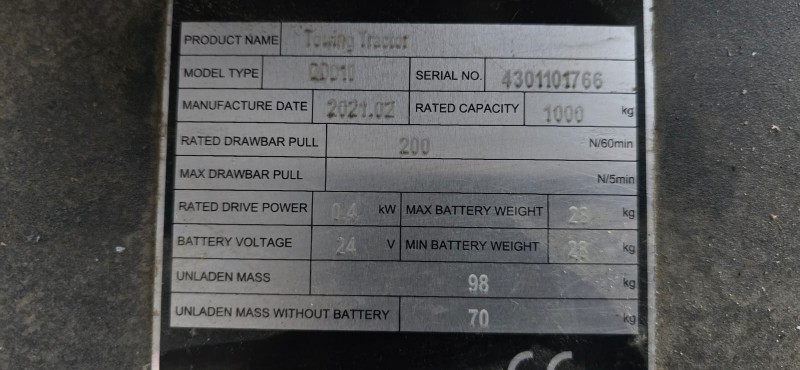 PRODUCT NAME Towing Tractor
MODEL TYPE QDD10 SERIAL NO. 4301101766
MANUFACTURE DATE 2021.02 RATED CAPACITY 1000 kg
RATED DRAWBAR PULL 200 N/60min
MAX DRAWBAR PULL N/5min
RATED DRIVE POWER 0.4 kW MAX BATTERY WEIGHT kg
BATTERY VOLTAGE 24 V MIN BATTERY WEIGHT kg
UNLADEN MASS 98 kg
UNLADEN MASS WITHOUT BATTERY 70 kg
CE